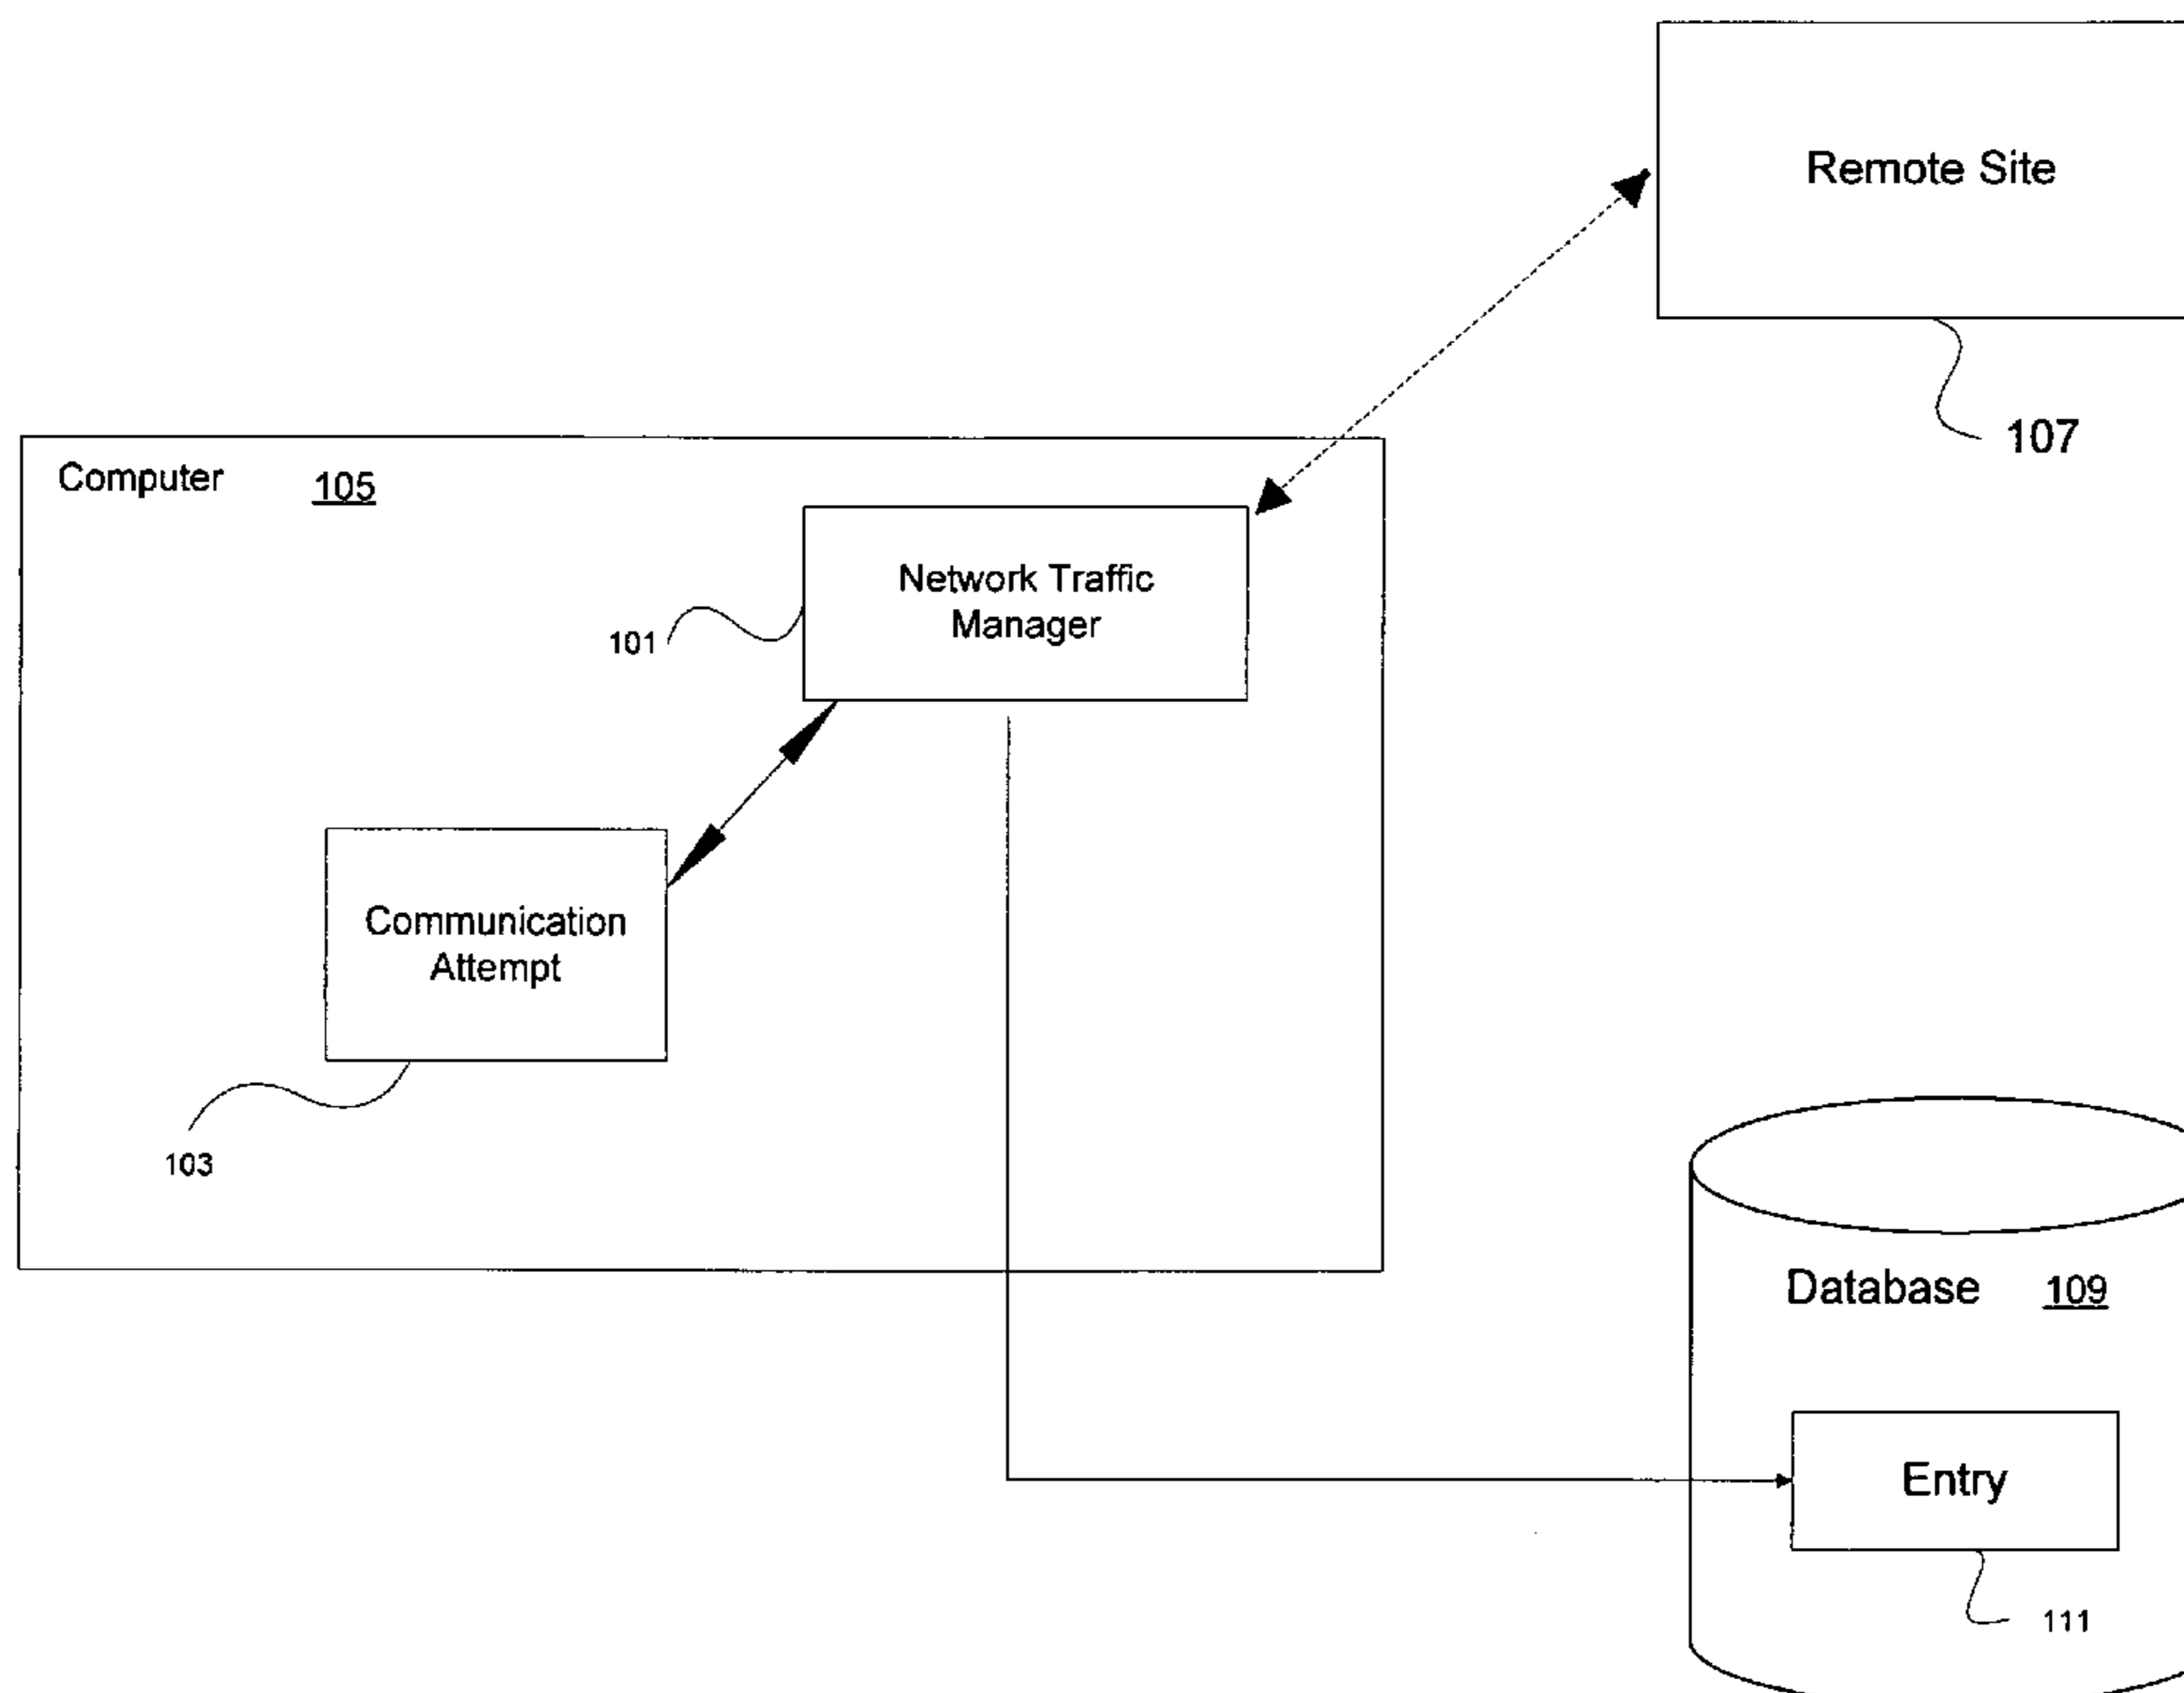 Remote Site
107
Computer 105
Network Traffic
Manager
101
Communication
Attempt
103
Database 109
Entry
111